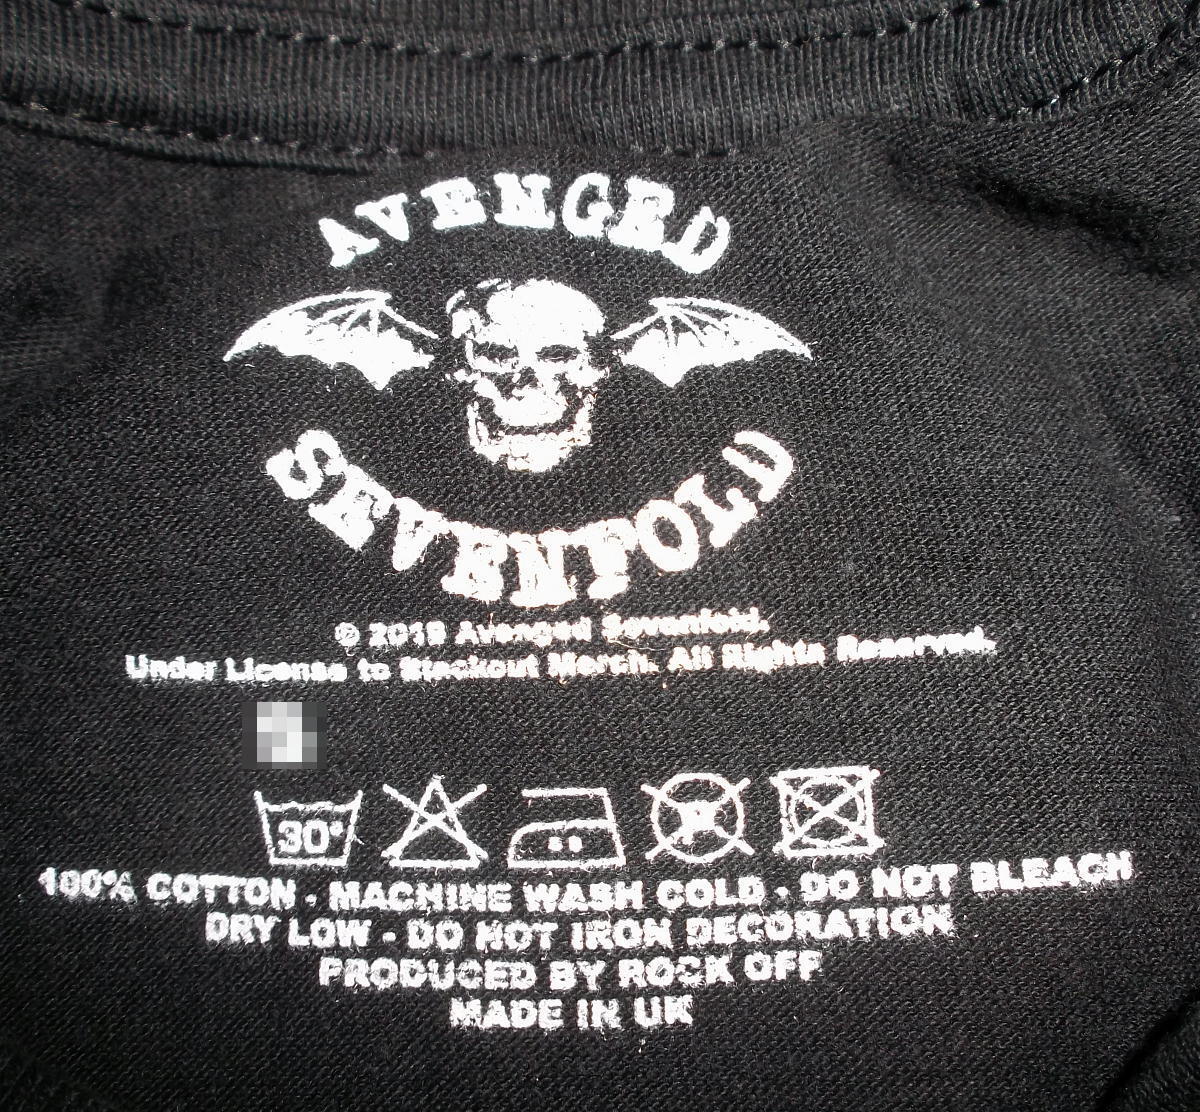 AVENGED
SEVENFOLD
© 2018 Avenged Sevenfold.
Under License to Stackout Merch. All Rights Reserved.
30°
100% COTTON - MACHINE WASH COLD - DO NOT BLEACH
DRY LOW - DO NOT IRON DECORATION
PRODUCED BY ROCK OFF
MADE IN UK